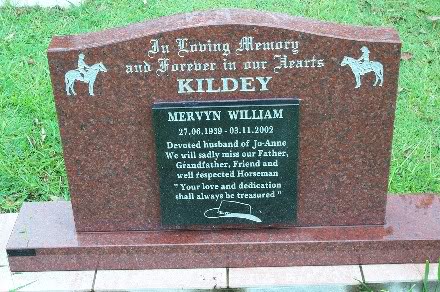 In Loving Memory
and Forever in our Hearts
KILDEY
MERVYN WILLIAM
27.06.1939 - 03.11.2002
Devoted husband of Jo-Anne
We will sadly miss our Father,
Grandfather, Friend and
well respected Horseman
"Your love and dedication
shall always be treasured"